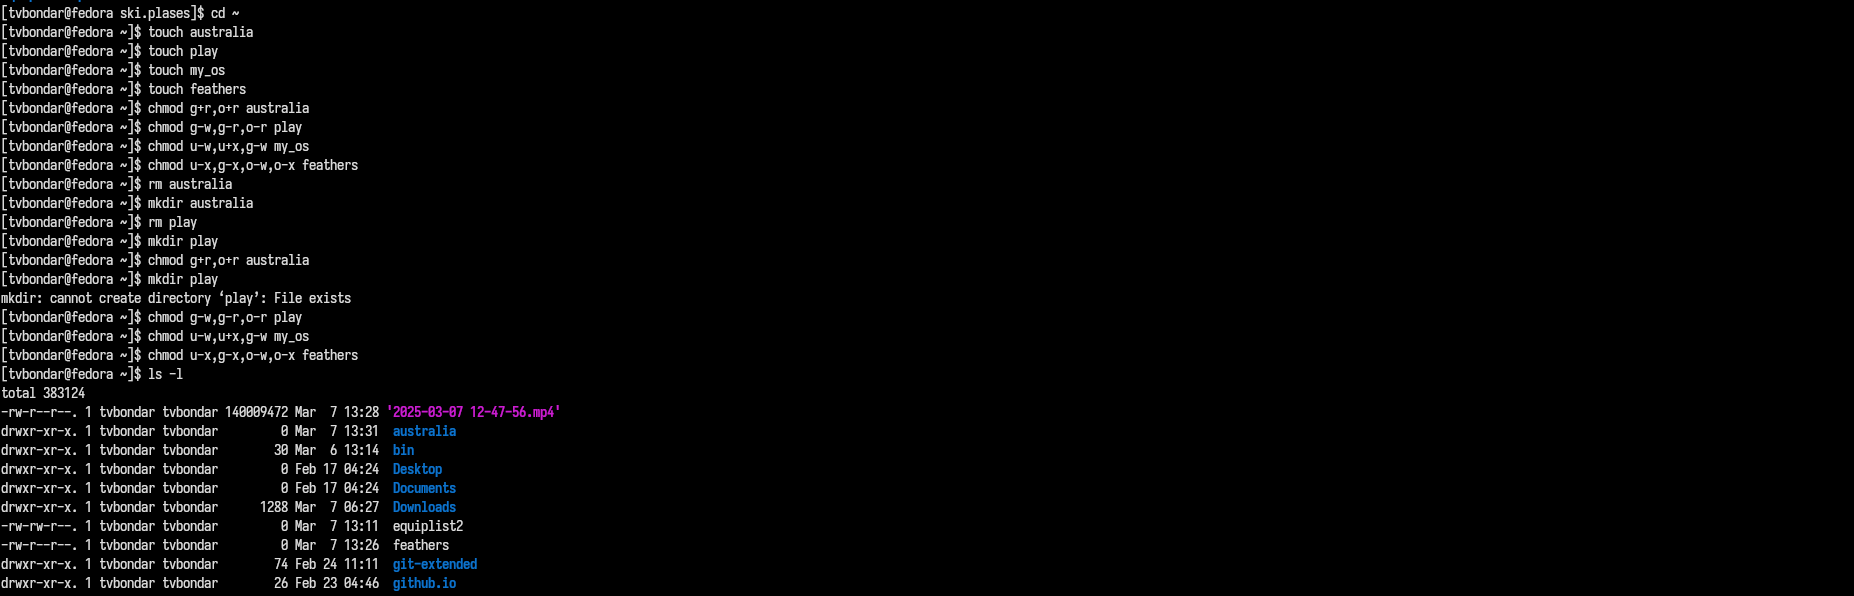 [tvbondar@fedora ski.plases]$ cd ~
[tvbondar@fedora ~]$ touch australia
[tvbondar@fedora ~]$ touch play
[tvbondar@fedora ~]$ touch my_os
[tvbondar@fedora ~]$ touch feathers
[tvbondar@fedora ~]$ chmod g+r,o+r australia
[tvbondar@fedora ~]$ chmod g-w,g-r,o-r play
[tvbondar@fedora ~]$ chmod u-w,u+x,g-w my_os
[tvbondar@fedora ~]$ chmod u-x,g-x,o-w,o-x feathers
[tvbondar@fedora ~]$ rm australia
[tvbondar@fedora ~]$ mkdir australia
[tvbondar@fedora ~]$ rm play
[tvbondar@fedora ~]$ mkdir play
[tvbondar@fedora ~]$ chmod g+r,o+r australia
[tvbondar@fedora ~]$ mkdir play
mkdir: cannot create directory ‘play’: File exists
[tvbondar@fedora ~]$ chmod g-w,g-r,o-r play
[tvbondar@fedora ~]$ chmod u-w,u+x,g-w my_os
[tvbondar@fedora ~]$ chmod u-x,g-x,o-w,o-x feathers
[tvbondar@fedora ~]$ ls -l
total 383124
-rw-r--r--. 1 tvbondar tvbondar 140009472 Mar  7 13:28 '2025-03-07 12-47-56.mp4'
drwxr-xr-x. 1 tvbondar tvbondar         0 Mar  7 13:31  australia
drwxr-xr-x. 1 tvbondar tvbondar        30 Mar  6 13:14  bin
drwxr-xr-x. 1 tvbondar tvbondar         0 Feb 17 04:24  Desktop
drwxr-xr-x. 1 tvbondar tvbondar         0 Feb 17 04:24  Documents
drwxr-xr-x. 1 tvbondar tvbondar      1288 Mar  7 06:27  Downloads
-rw-rw-r--. 1 tvbondar tvbondar         0 Mar  7 13:11  equiplist2
-rw-r--r--. 1 tvbondar tvbondar         0 Mar  7 13:26  feathers
drwxr-xr-x. 1 tvbondar tvbondar        74 Feb 24 11:11  git-extended
drwxr-xr-x. 1 tvbondar tvbondar        26 Feb 23 04:46  github.io